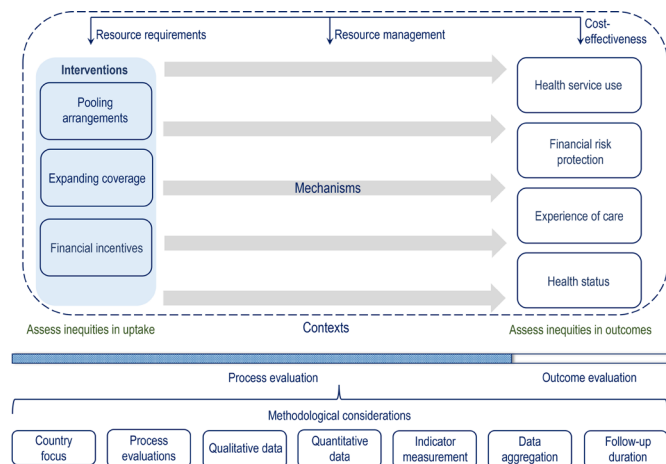 Resource requirements
Resource management
Cost-
effectiveness
Interventions
Pooling
arrangements
Expanding coverage
Financial incentives
Mechanisms
Health service use
Financial risk
protection
Experience of care
Health status
Assess inequities in uptake
Contexts
Assess inequities in outcomes
Process evaluation
Outcome evaluation
Methodological considerations
Country
focus
Process
evaluations
Qualitative data
Quantitative
data
Indicator
measurement
Data
aggregation
Follow-up
duration